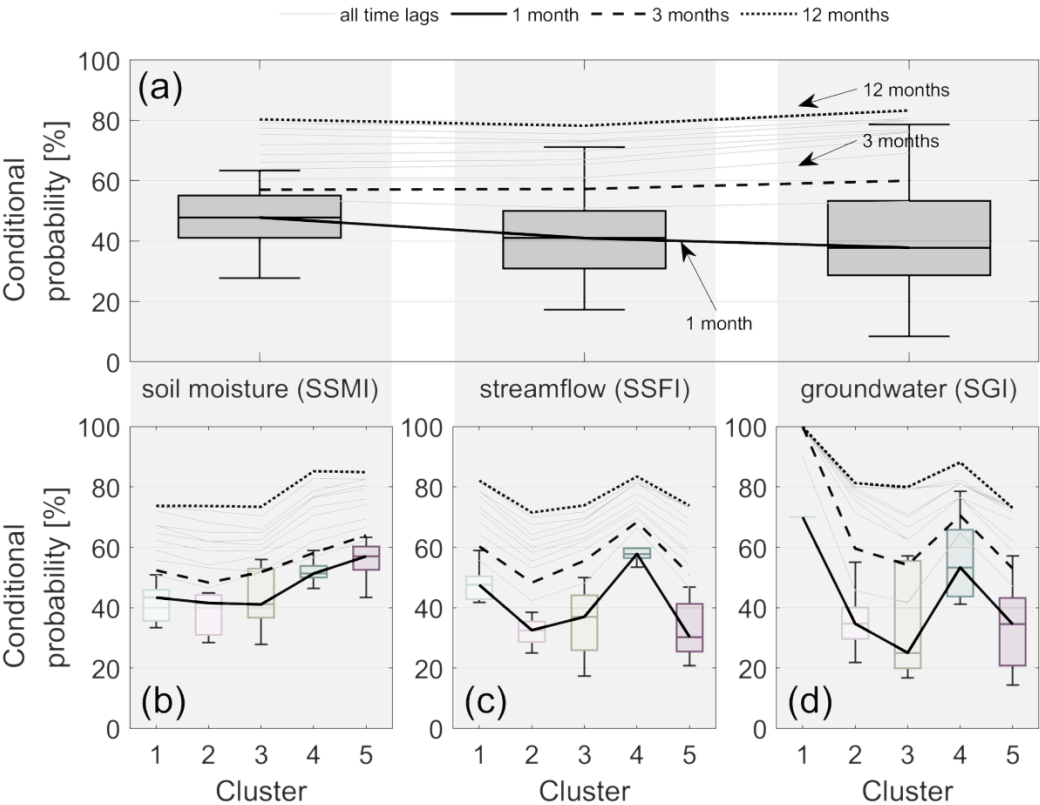 all time lags 1 month 3 months 12 months
100
(a)
80
60
40
20
0
Conditional
probability [%]
12 months
3 months
1 month
soil moisture (SSMI) streamflow (SSFI) groundwater (SGI)
100
80
60
40
20
0
Conditional
probability [%]
(b)
1 2 3 4 5
Cluster
100
80
60
40
20
0
(c)
1 2 3 4 5
Cluster
100
80
60
40
20
0
(d)
1 2 3 4 5
Cluster